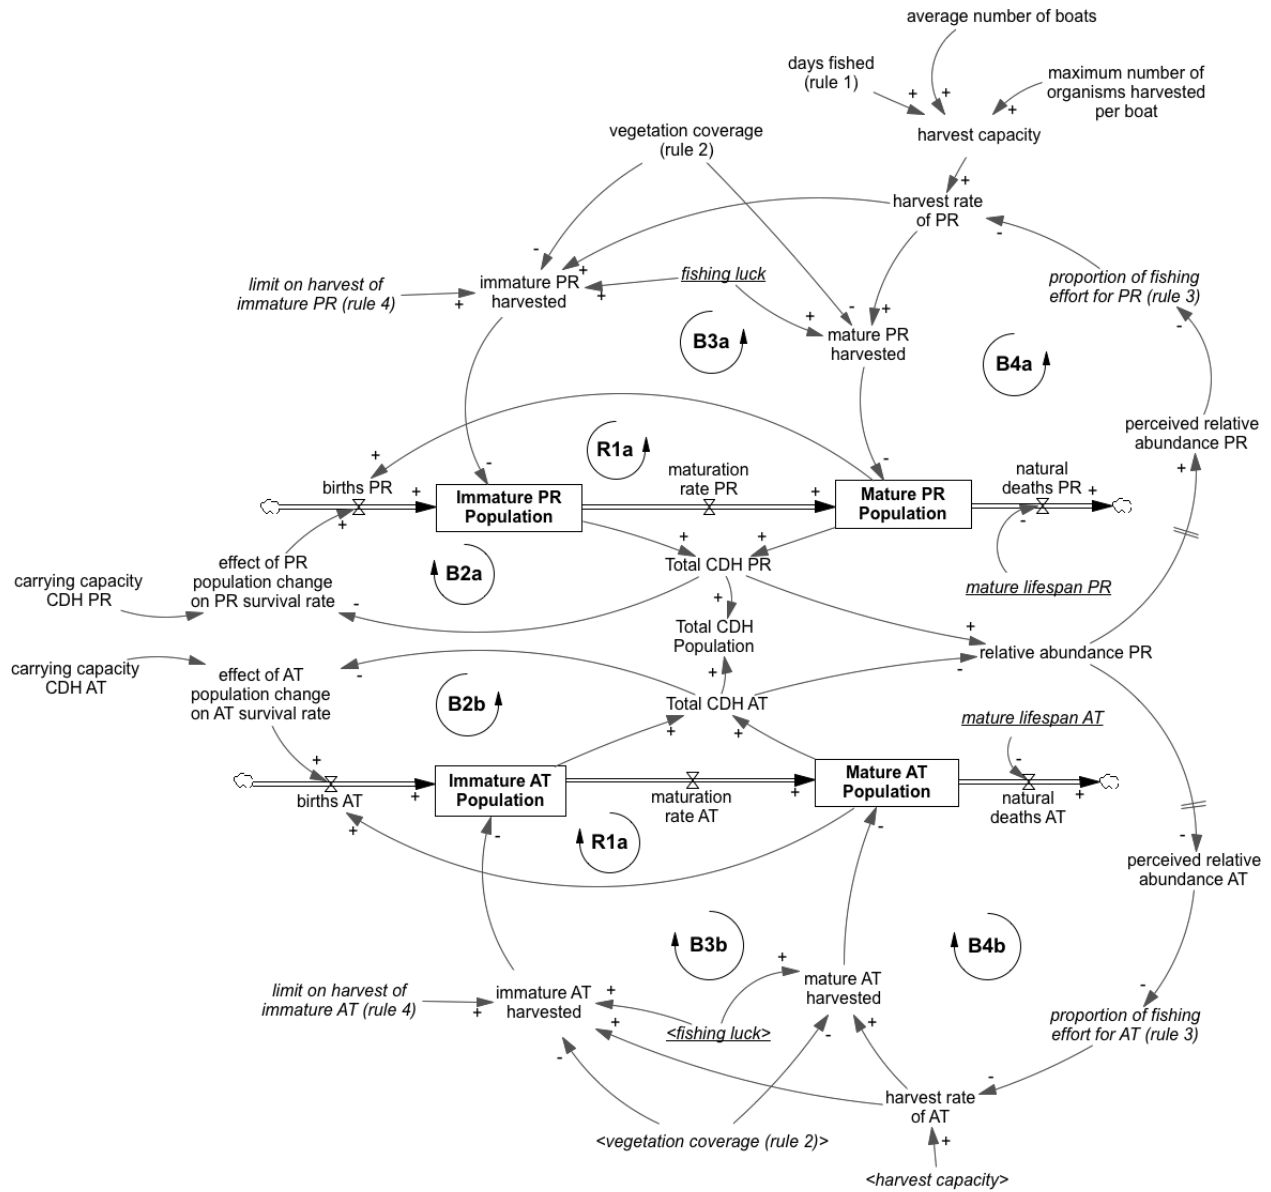 average number of boats
days fished
(rule 1)
maximum number of
organisms harvested
per boat
+
+
+
harvest capacity
vegetation coverage
(rule 2)
+
harvest rate
of PR
-
-
+
limit on harvest of
immature PR (rule 4)
+
immature PR
harvested
+
fishing luck
proportion of fishing
effort for PR (rule 3)
-
+
-
+
mature PR
harvested
B3a
B4a
perceived relative
abundance PR
+
R1a
+
-
-
births PR
+
+
Immature PR
Population
maturation
rate PR
+
Mature PR
Population
natural
deaths PR
+
-
mature lifespan PR
B2a
+
+
Total CDH PR
effect of PR
population change
on PR survival rate
carrying capacity
CDH PR
-
+
Total CDH
Population
+
+
relative abundance PR
-
carrying capacity
CDH AT
effect of AT
population change
on AT survival rate
-
B2b
Total CDH AT
+
+
mature lifespan AT
-
+
births AT
+
+
Immature AT
Population
maturation
rate AT
+
Mature AT
Population
natural
deaths AT
+
-
-
R1a
-
perceived relative
abundance AT
B3b
B4b
limit on harvest of
immature AT (rule 4)
+
immature AT
harvested
+
+
<fishing luck>
+
mature AT
harvested
-
+
-
proportion of fishing
effort for AT (rule 3)
-
-
harvest rate
of AT
<vegetation coverage (rule 2)>
+
<harvest capacity>